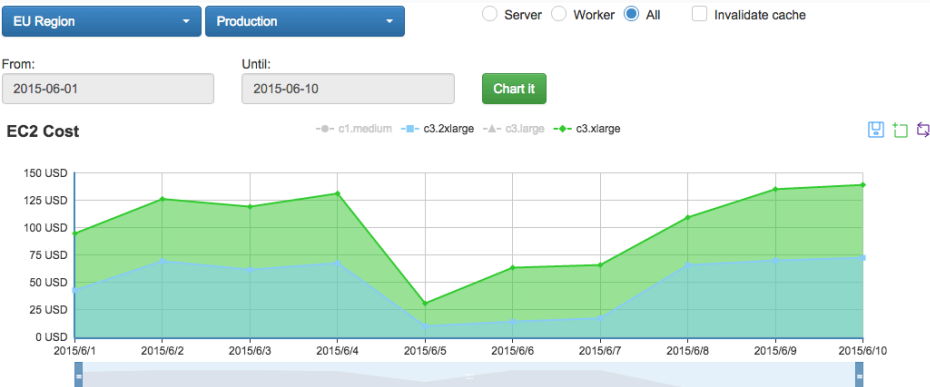 EU Region Production Server Worker All Invalidate cache
From: Until:
2015-06-01 2015-06-10 Chart it
EC2 Cost c1.medium c3.2xlarge c3.large c3.xlarge
150 USD
125 USD
100 USD
75 USD
50 USD
25 USD
0 USD
2015/6/1 2015/6/2 2015/6/3 2015/6/4 2015/6/5 2015/6/6 2015/6/7 2015/6/8 2015/6/9 2015/6/10